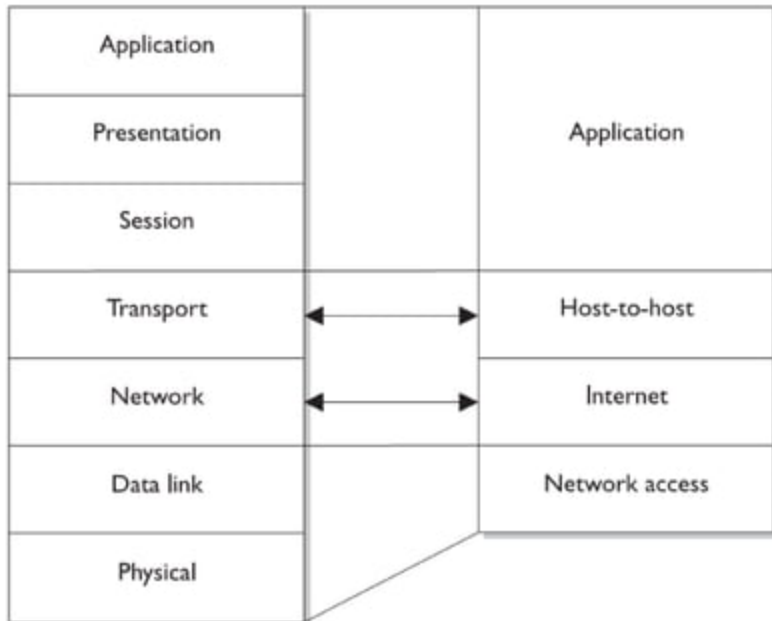 Application
Presentation
Session
Transport
Network
Data link
Physical
Application
Host-to-host
Internet
Network access